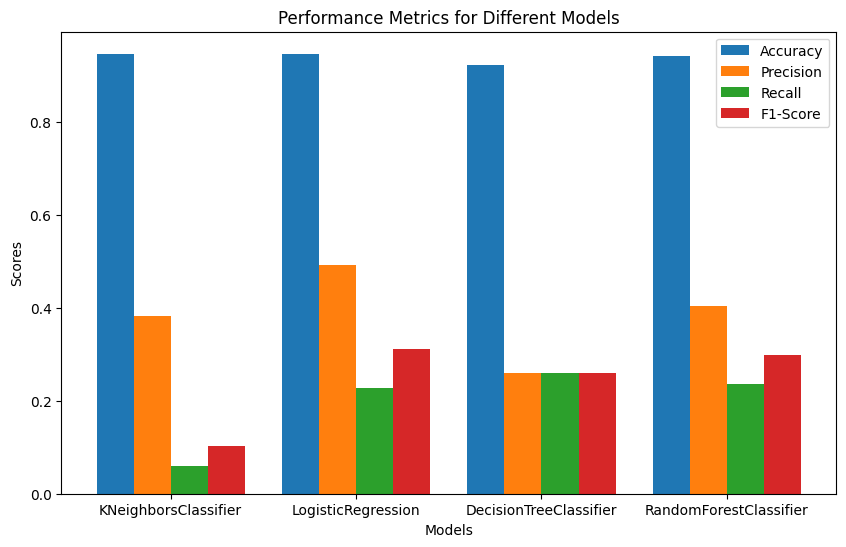 Performance Metrics for Different Models
Accuracy
Precision
Recall
F1-Score
0.8
0.6
0.4
0.2
0.0
Scores
KNeighborsClassifier
LogisticRegression
DecisionTreeClassifier
RandomForestClassifier
Models